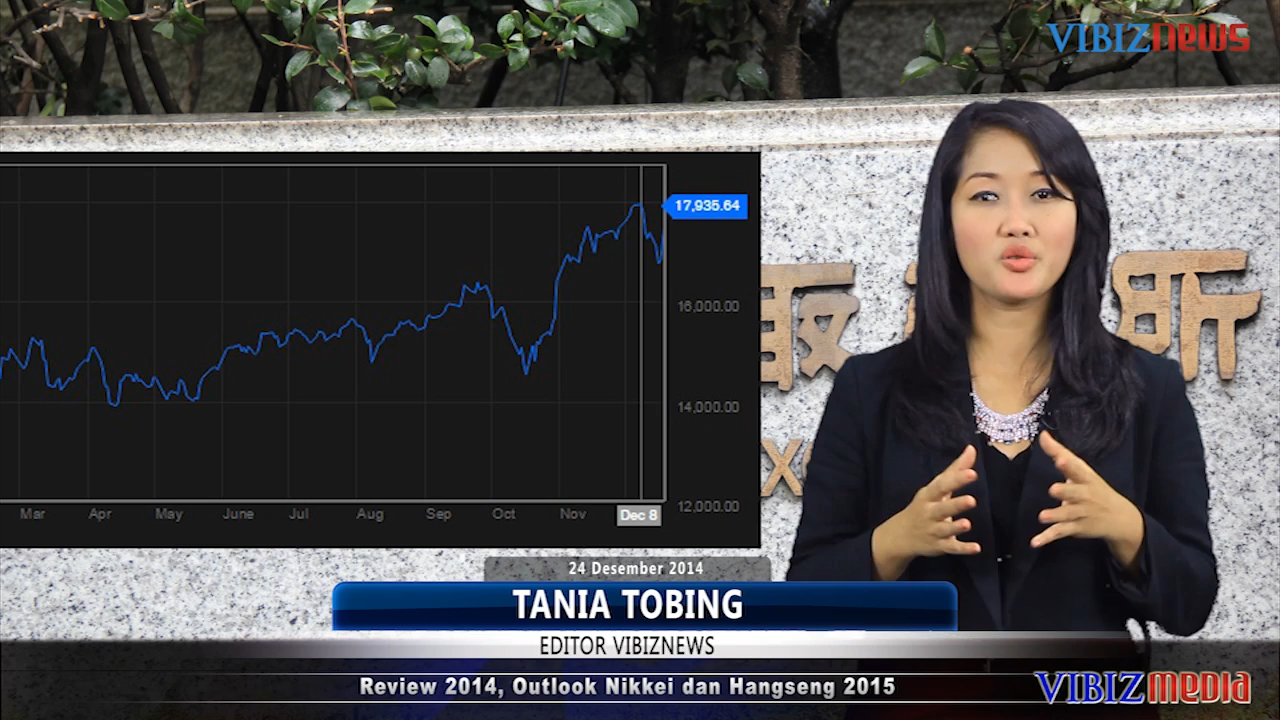 VIBIZnews
17,935.64
16,000.00
14,000.00
12,000.00
Mar Apr May June Jul Aug Sep Oct Nov Dec 8
取 所
24 Desember 2014
TANIA TOBING
EDITOR VIBIZNEWS
Review 2014, Outlook Nikkei dan Hangseng 2015
VIBIZmedia